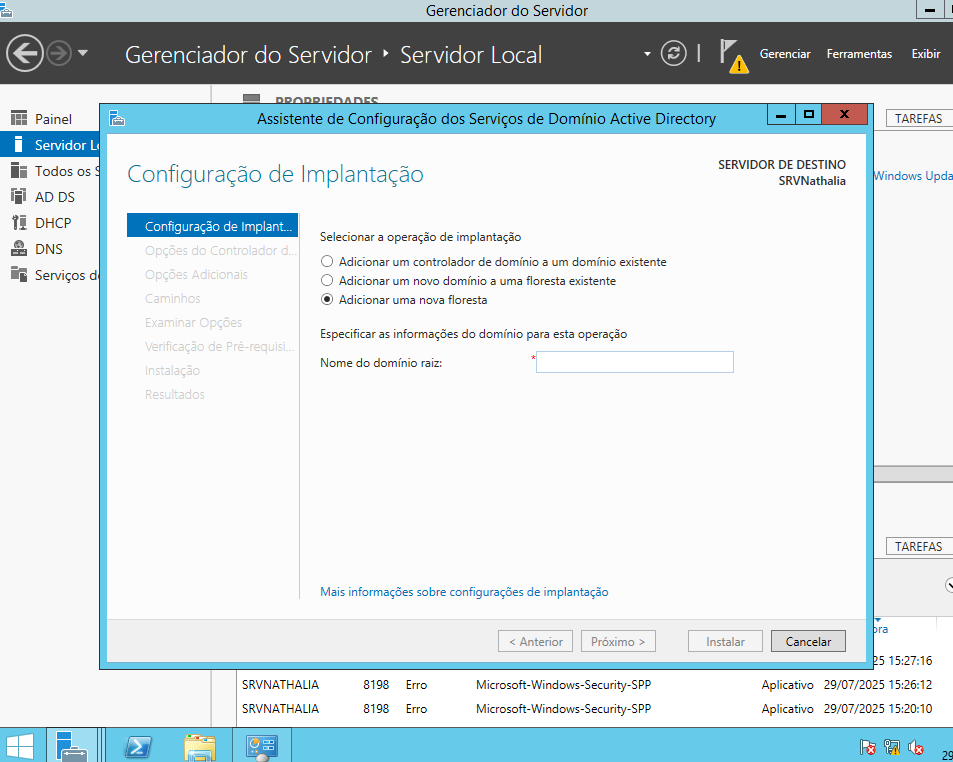 Gerenciador do Servidor
Gerenciador do Servidor ‣ Servidor Local
Gerenciar Ferramentas Exibir
PROPRIEDADES
TAREFAS
Painel
Servidor Lo
Todos os S
AD DS
DHCP
DNS
Serviços de
Windows Upda
Assistente de Configuração dos Serviços de Domínio Active Directory
Configuração de Implantação
SERVIDOR DE DESTINO
SRVNathalia
Configuração de Implant...
Opções do Controlador d...
Opções Adicionais
Caminhos
Examinar Opções
Verificação de Pré-requisi...
Instalação
Resultados
Selecionar a operação de implantação
Adicionar um controlador de domínio a um domínio existente
Adicionar um novo domínio a uma floresta existente
Adicionar uma nova floresta
Especificar as informações do domínio para esta operação
Nome do domínio raiz: *
Mais informações sobre configurações de implantação
< Anterior Próximo > Instalar Cancelar
TAREFAS
ora
25 15:27:16
SRVNATHALIA 8198 Erro Microsoft-Windows-Security-SPP Aplicativo 29/07/2025 15:26:12
SRVNATHALIA 8198 Erro Microsoft-Windows-Security-SPP Aplicativo 29/07/2025 15:20:10
29